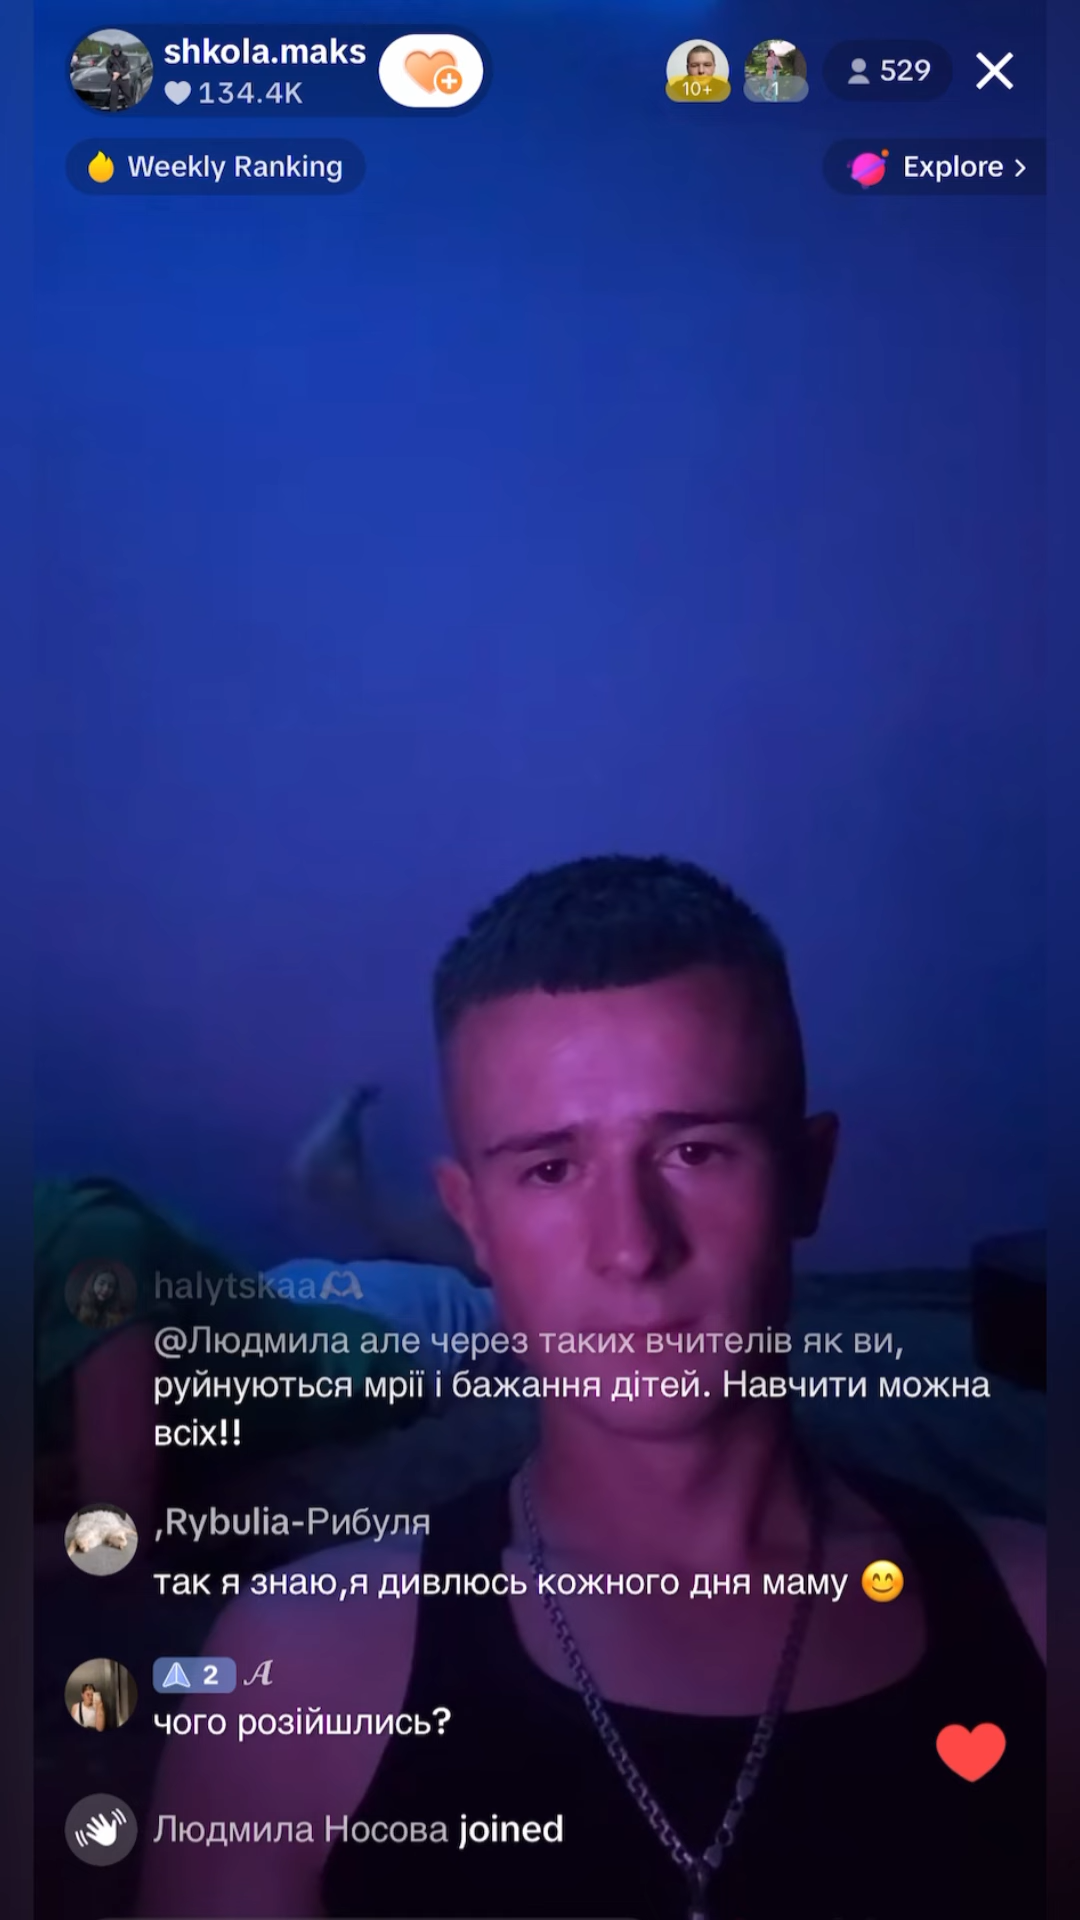 shkola.maks
134.4K
10+
1
529
Weekly Ranking
Explore >
halytskaa
@Людмила але через таких вчителів як ви,
руйнуються мрії і бажання дітей. Навчити можна
всіх!!
,Rybulia-Рибуля
так я знаю,я дивлюсь кожного дня маму 😊
2 𝓐
чого розійшлись?
Людмила Носова joined